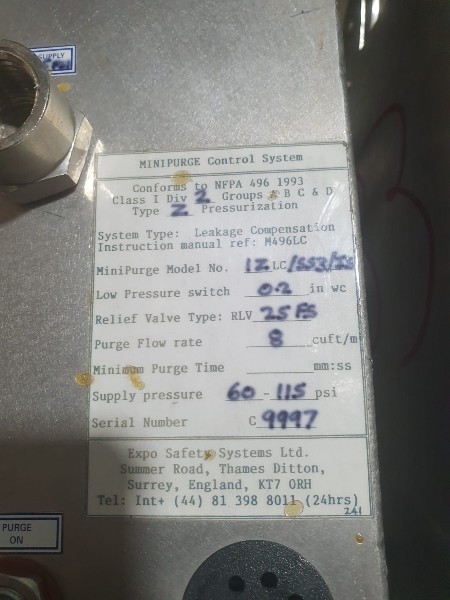 SUPPLY
MINIPURGE Control System
Conforms to NFPA 496 1993
Class I Div 2 Groups A B C & D
Type Z Pressurization
System Type: Leakage Compensation
Instruction manual ref: M496LC
MiniPurge Model No. 1Z LC/SS3/SS
Low Pressure switch 0.2 in wc
Relief Valve Type: RLV 25 FS
Purge Flow rate 8 cuft/m
Minimum Purge Time mm:ss
Supply pressure 60 - 115 psi
Serial Number C 9997
Expo Safety Systems Ltd.
Summer Road, Thames Ditton,
Surrey, England, KT7 0RH
Tel: Int+ (44) 81 398 8011 (24hrs)
241
PURGE
ON